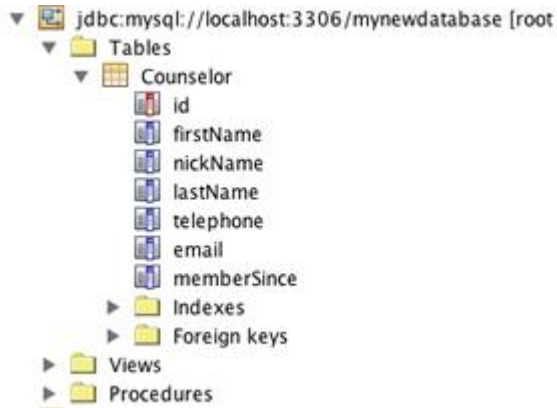 jdbc:mysql://localhost:3306/mynewdatabase [root
Tables
Counselor
id
firstName
nickName
lastName
telephone
email
memberSince
Indexes
Foreign keys
Views
Procedures